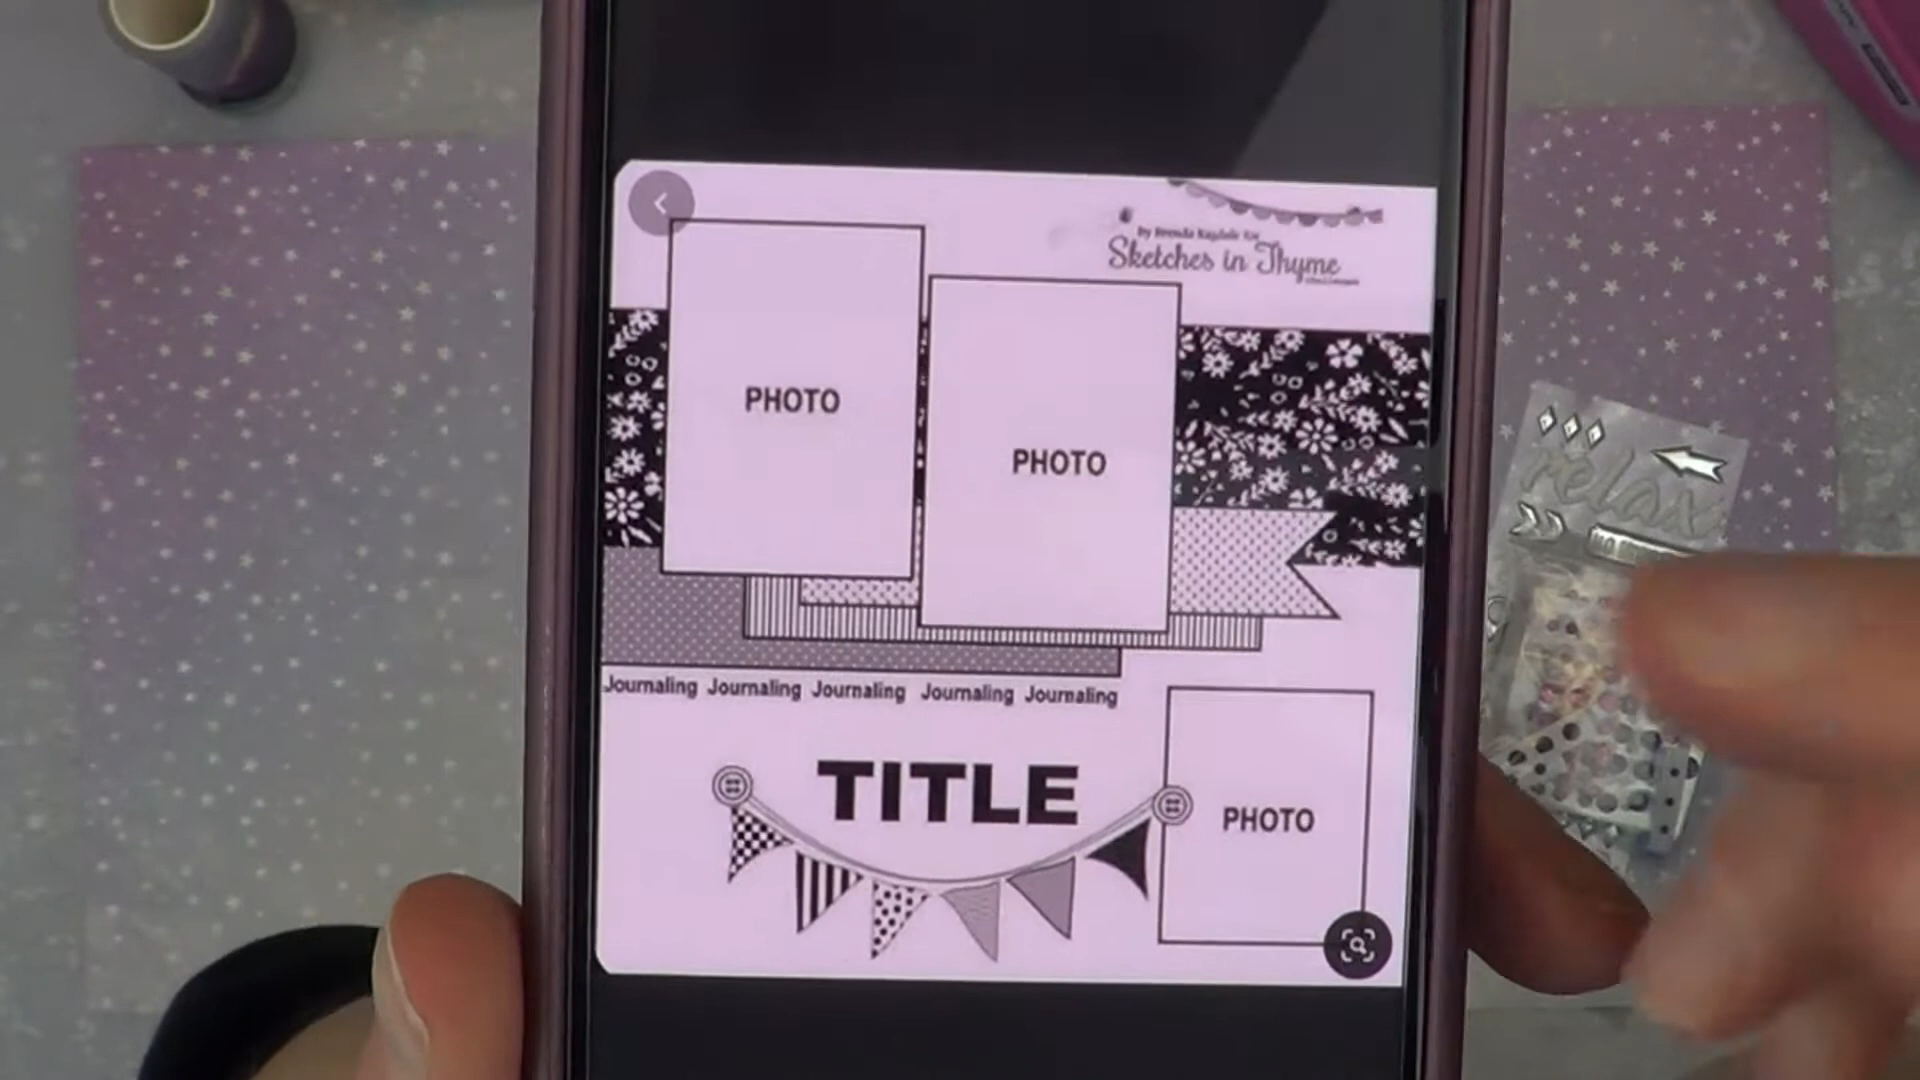 Sketches in Thyme
PHOTO
PHOTO
Journaling Journaling Journaling Journaling Journaling
TITLE
PHOTO
relax